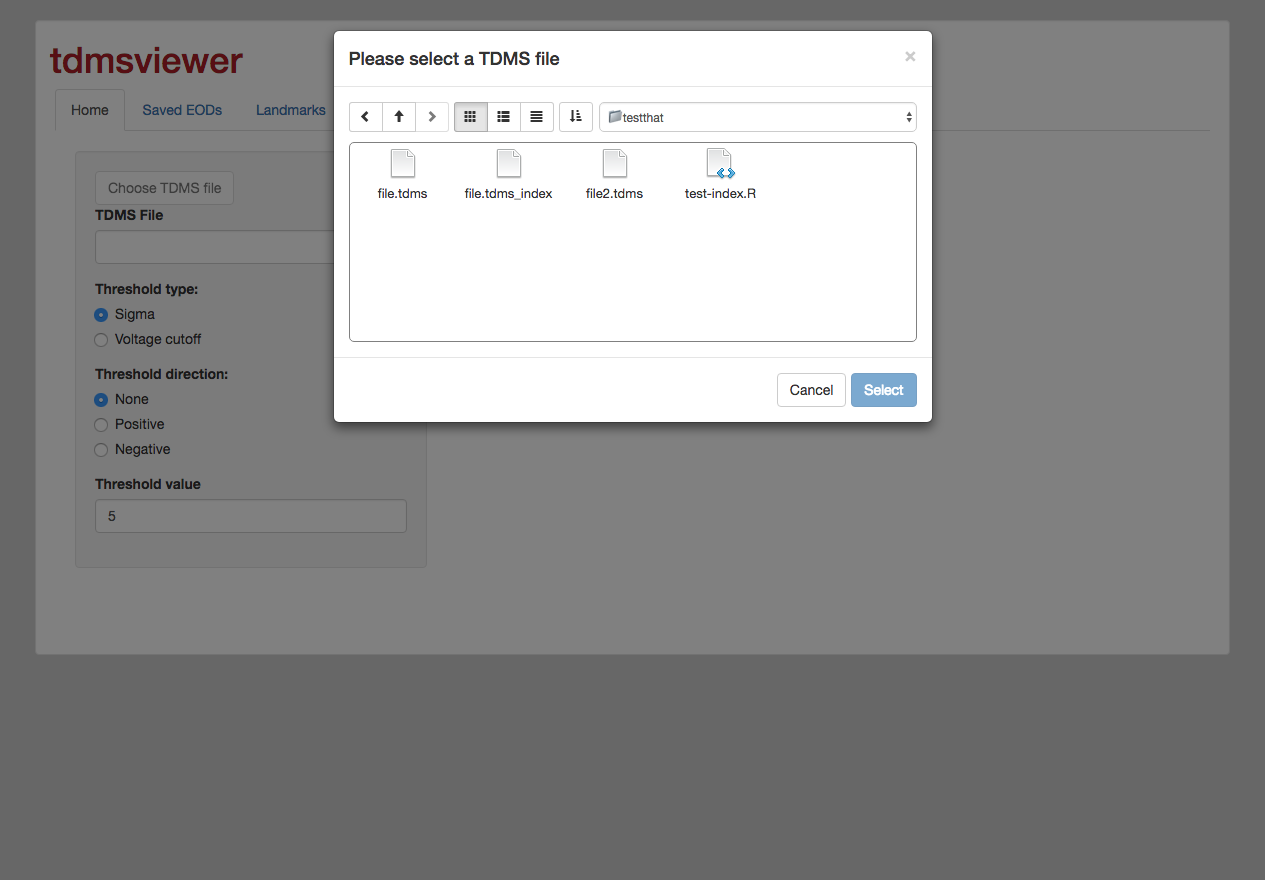 tdmsviewer
Home Saved EODs Landmarks
Choose TDMS file
TDMS File
Threshold type:
Sigma
Voltage cutoff
Threshold direction:
None
Positive
Negative
Threshold value
5
Please select a TDMS file
×
testthat
file.tdms file.tdms_index file2.tdms test-index.R
Cancel Select